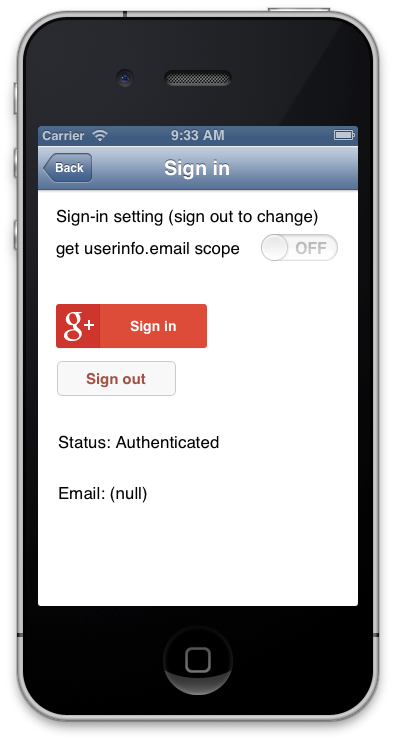 Carrier 9:33 AM
Back Sign in
Sign-in setting (sign out to change)
get userinfo.email scope OFF
g+ Sign in
Sign out
Status: Authenticated
Email: (null)